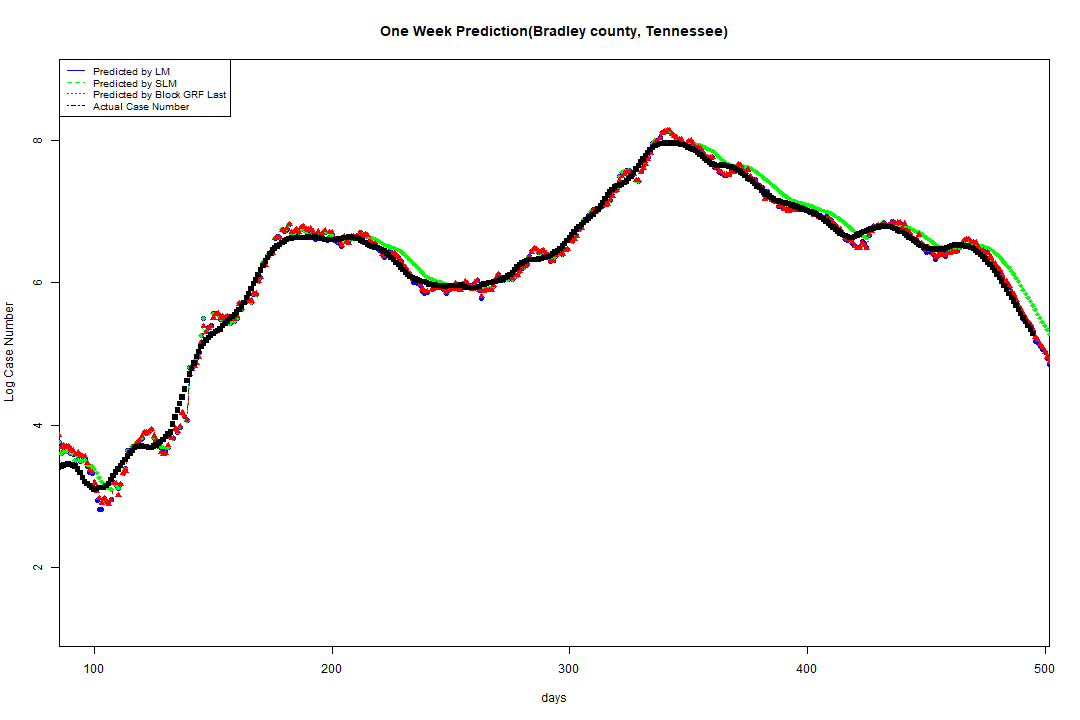 One Week Prediction(Bradley county, Tennessee)
Predicted by LM
Predicted by SLM
Predicted by Block GRF Last
Actual Case Number
8
6
4
2
Log Case Number
100 200 300 400 500
days